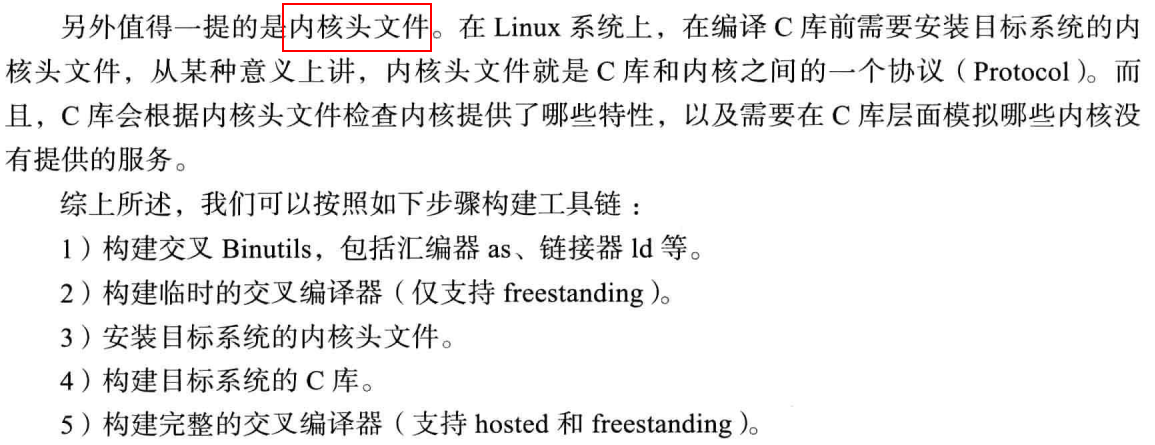 另外值得一提的是内核头文件。在 Linux 系统上，在编译 C 库前需要安装目标系统的内
核头文件，从某种意义上讲，内核头文件就是 C 库和内核之间的一个协议（Protocol）。而
且，C 库会根据内核头文件检查内核提供了哪些特性，以及需要在 C 库层面模拟哪些内核没
有提供的服务。
综上所述，我们可以按照如下步骤构建工具链：
1）构建交叉 Binutils，包括汇编器 as、链接器 ld 等。
2）构建临时的交叉编译器（仅支持 freestanding）。
3）安装目标系统的内核头文件。
4）构建目标系统的 C 库。
5）构建完整的交叉编译器（支持 hosted 和 freestanding）。